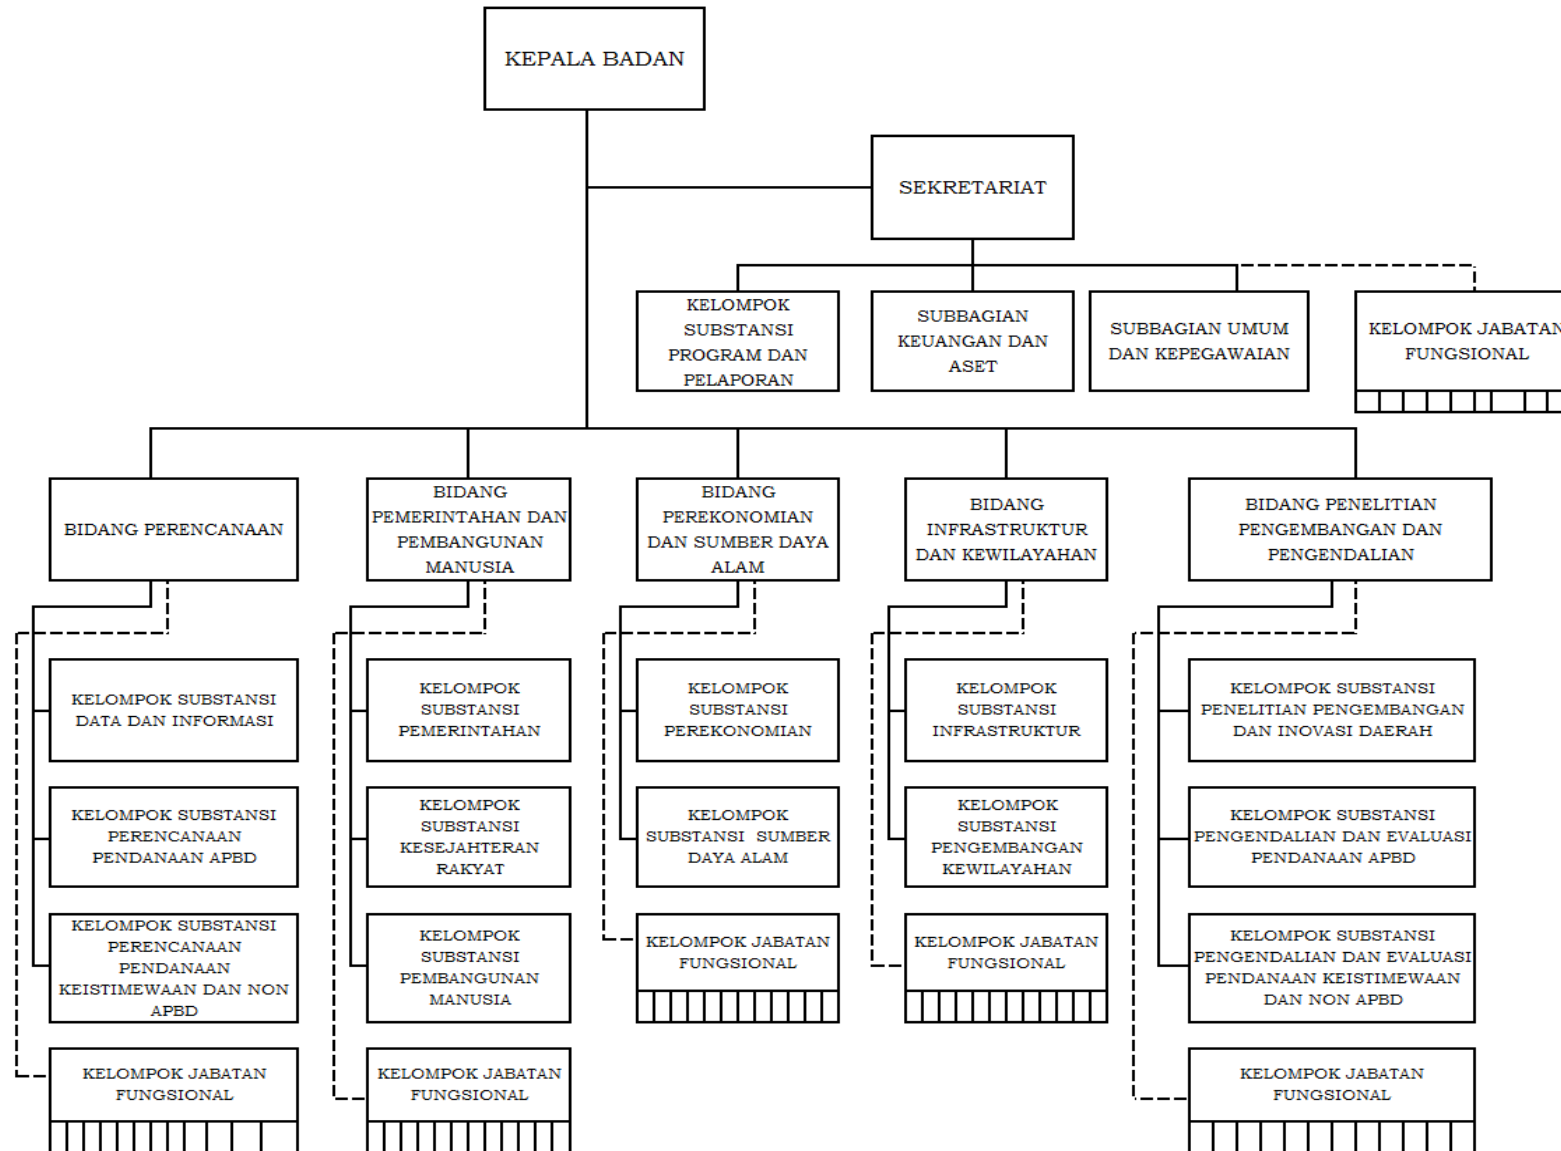 KEPALA BADAN
SEKRETARIAT
KELOMPOK
SUBSTANSI
PROGRAM DAN
PELAPORAN
SUBBAGIAN
KEUANGAN DAN
ASET
SUBBAGIAN UMUM
DAN KEPEGAWAIAN
KELOMPOK JABATAN
FUNGSIONAL
BIDANG PERENCANAAN
BIDANG
PEMERINTAHAN DAN
PEMBANGUNAN
MANUSIA
BIDANG
PEREKONOMIAN
DAN SUMBER DAYA
ALAM
BIDANG
INFRASTRUKTUR
DAN KEWILAYAHAN
BIDANG PENELITIAN
PENGEMBANGAN DAN
PENGENDALIAN
KELOMPOK SUBSTANSI
DATA DAN INFORMASI
KELOMPOK
SUBSTANSI
PEMERINTAHAN
KELOMPOK
SUBSTANSI
PEREKONOMIAN
KELOMPOK
SUBSTANSI
INFRASTRUKTUR
KELOMPOK SUBSTANSI
PENELITIAN PENGEMBANGAN
DAN INOVASI DAERAH
KELOMPOK SUBSTANSI
PERENCANAAN
PENDANAAN APBD
KELOMPOK
SUBSTANSI
KESEJAHTERAN
RAKYAT
KELOMPOK
SUBSTANSI  SUMBER
DAYA ALAM
KELOMPOK
SUBSTANSI
PENGEMBANGAN
KEWILAYAHAN
KELOMPOK SUBSTANSI
PENGENDALIAN DAN EVALUASI
PENDANAAN APBD
KELOMPOK SUBSTANSI
PERENCANAAN
PENDANAAN
KEISTIMEWAAN DAN NON
APBD
KELOMPOK
SUBSTANSI
PEMBANGUNAN
MANUSIA
KELOMPOK JABATAN
FUNGSIONAL
KELOMPOK JABATAN
FUNGSIONAL
KELOMPOK SUBSTANSI
PENGENDALIAN DAN EVALUASI
PENDANAAN KEISTIMEWAAN
DAN NON APBD
KELOMPOK JABATAN
FUNGSIONAL
KELOMPOK JABATAN
FUNGSIONAL
KELOMPOK JABATAN
FUNGSIONAL